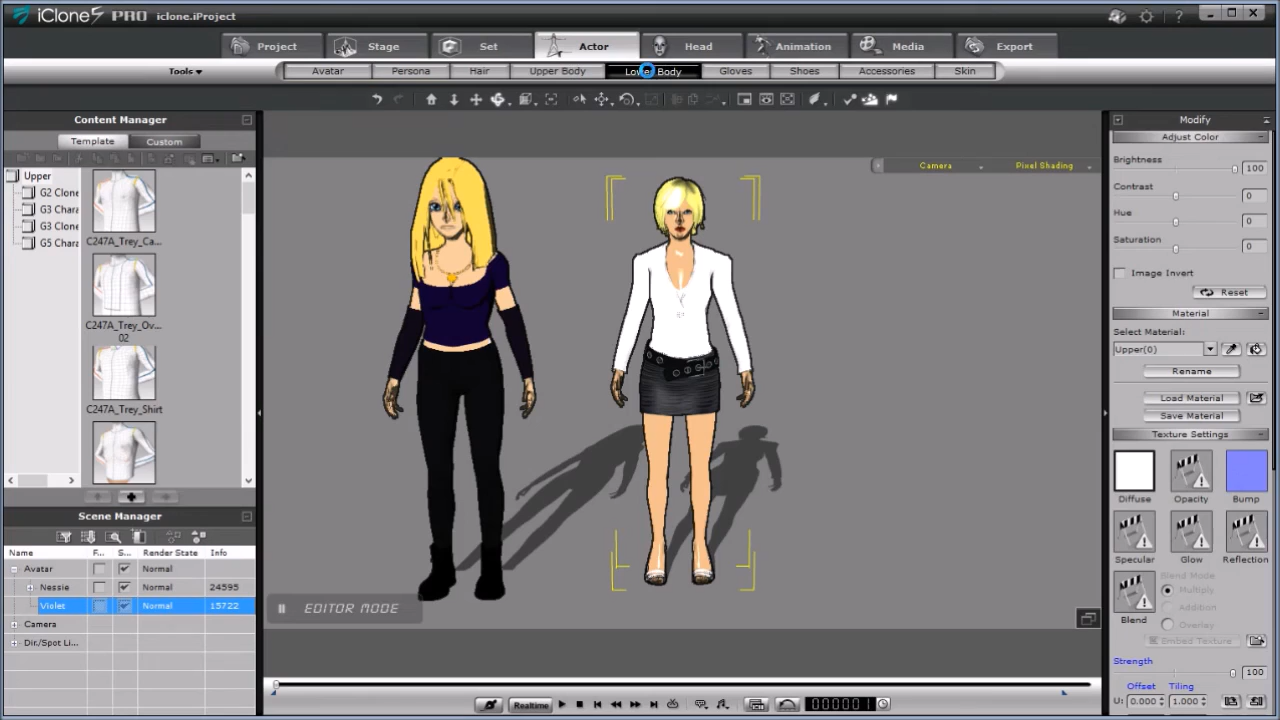 iClone5 PRO iclone.iProject
Project Stage Set Actor Head Animation Media Export
Tools Avatar Persona Hair Upper Body Lower Body Gloves Shoes Accessories Skin
Content Manager
Template Custom
Upper
G2 Clone
G3 Chara
G3 Clone
G5 Chara
C247A_Trey_Ca...
C247A_Trey_Ov...
02
C247A_Trey_Shirt
Scene Manager
Name F... S... Render State Info
Avatar Normal
Nessie Normal 24595
Violet Normal 15722
Camera
Dir./Spot Li...
Camera Pixel Shading
EDITOR MODE
Realtime
000001
Modify
Adjust Color
Brightness 100
Contrast 0
Hue 0
Saturation 0
Image Invert
Reset
Material
Select Material:
Upper(0)
Rename
Load Material
Save Material
Texture Settings
Diffuse Opacity Bump
Specular Glow Reflection
Blend Mode
Multiply
Addition
Overlay
Blend
Embed Texture
Strength
100
Offset Tiling
U: 0.000 1.000